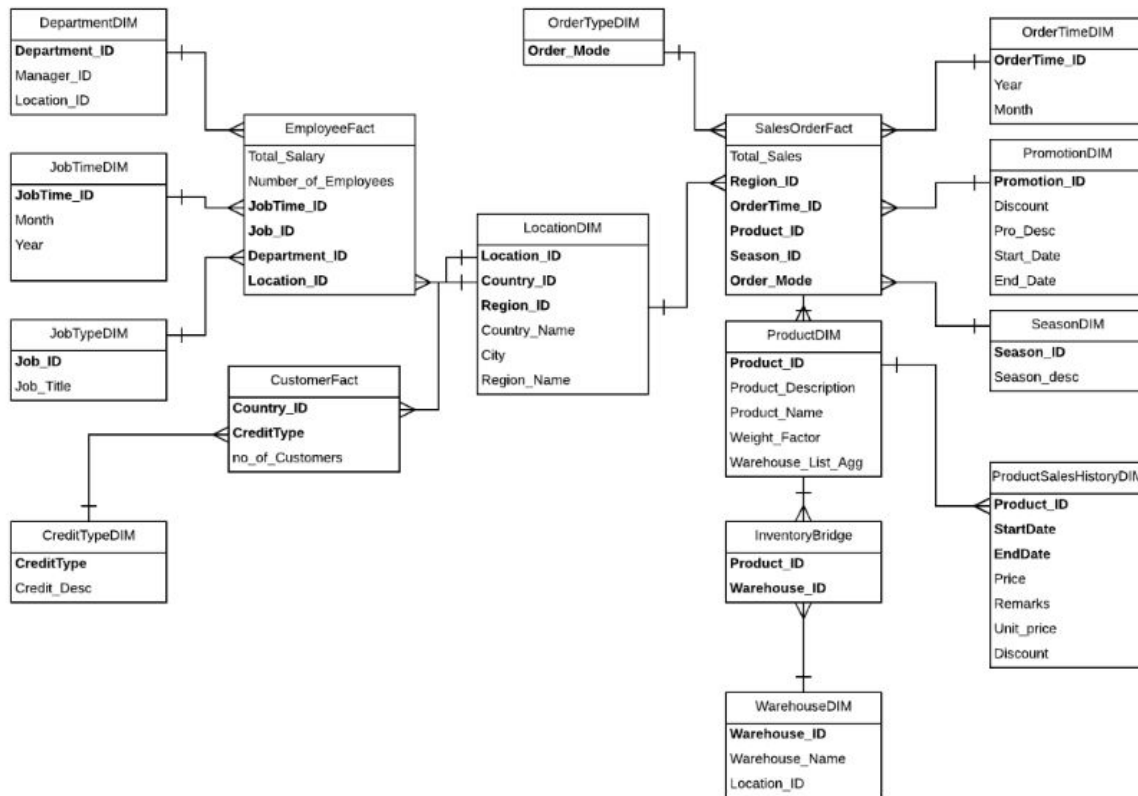 DepartmentDIM
Department_ID
Manager_ID
Location_ID
JobTimeDIM
JobTime_ID
Month
Year
JobTypeDIM
Job_ID
Job_Title
EmployeeFact
Total_Salary
Number_of_Employees
JobTime_ID
Job_ID
Department_ID
Location_ID
CustomerFact
Country_ID
CreditType
no_of_Customers
CreditTypeDIM
CreditType
Credit_Desc
LocationDIM
Location_ID
Country_ID
Region_ID
Country_Name
City
Region_Name
OrderTypeDIM
Order_Mode
SalesOrderFact
Total_Sales
Region_ID
OrderTime_ID
Product_ID
Season_ID
Order_Mode
ProductDIM
Product_ID
Product_Description
Product_Name
Weight_Factor
Warehouse_List_Agg
InventoryBridge
Product_ID
Warehouse_ID
WarehouseDIM
Warehouse_ID
Warehouse_Name
Location_ID
OrderTimeDIM
OrderTime_ID
Year
Month
PromotionDIM
Promotion_ID
Discount
Pro_Desc
Start_Date
End_Date
SeasonDIM
Season_ID
Season_desc
ProductSalesHistoryDIM
Product_ID
StartDate
EndDate
Price
Remarks
Unit_price
Discount